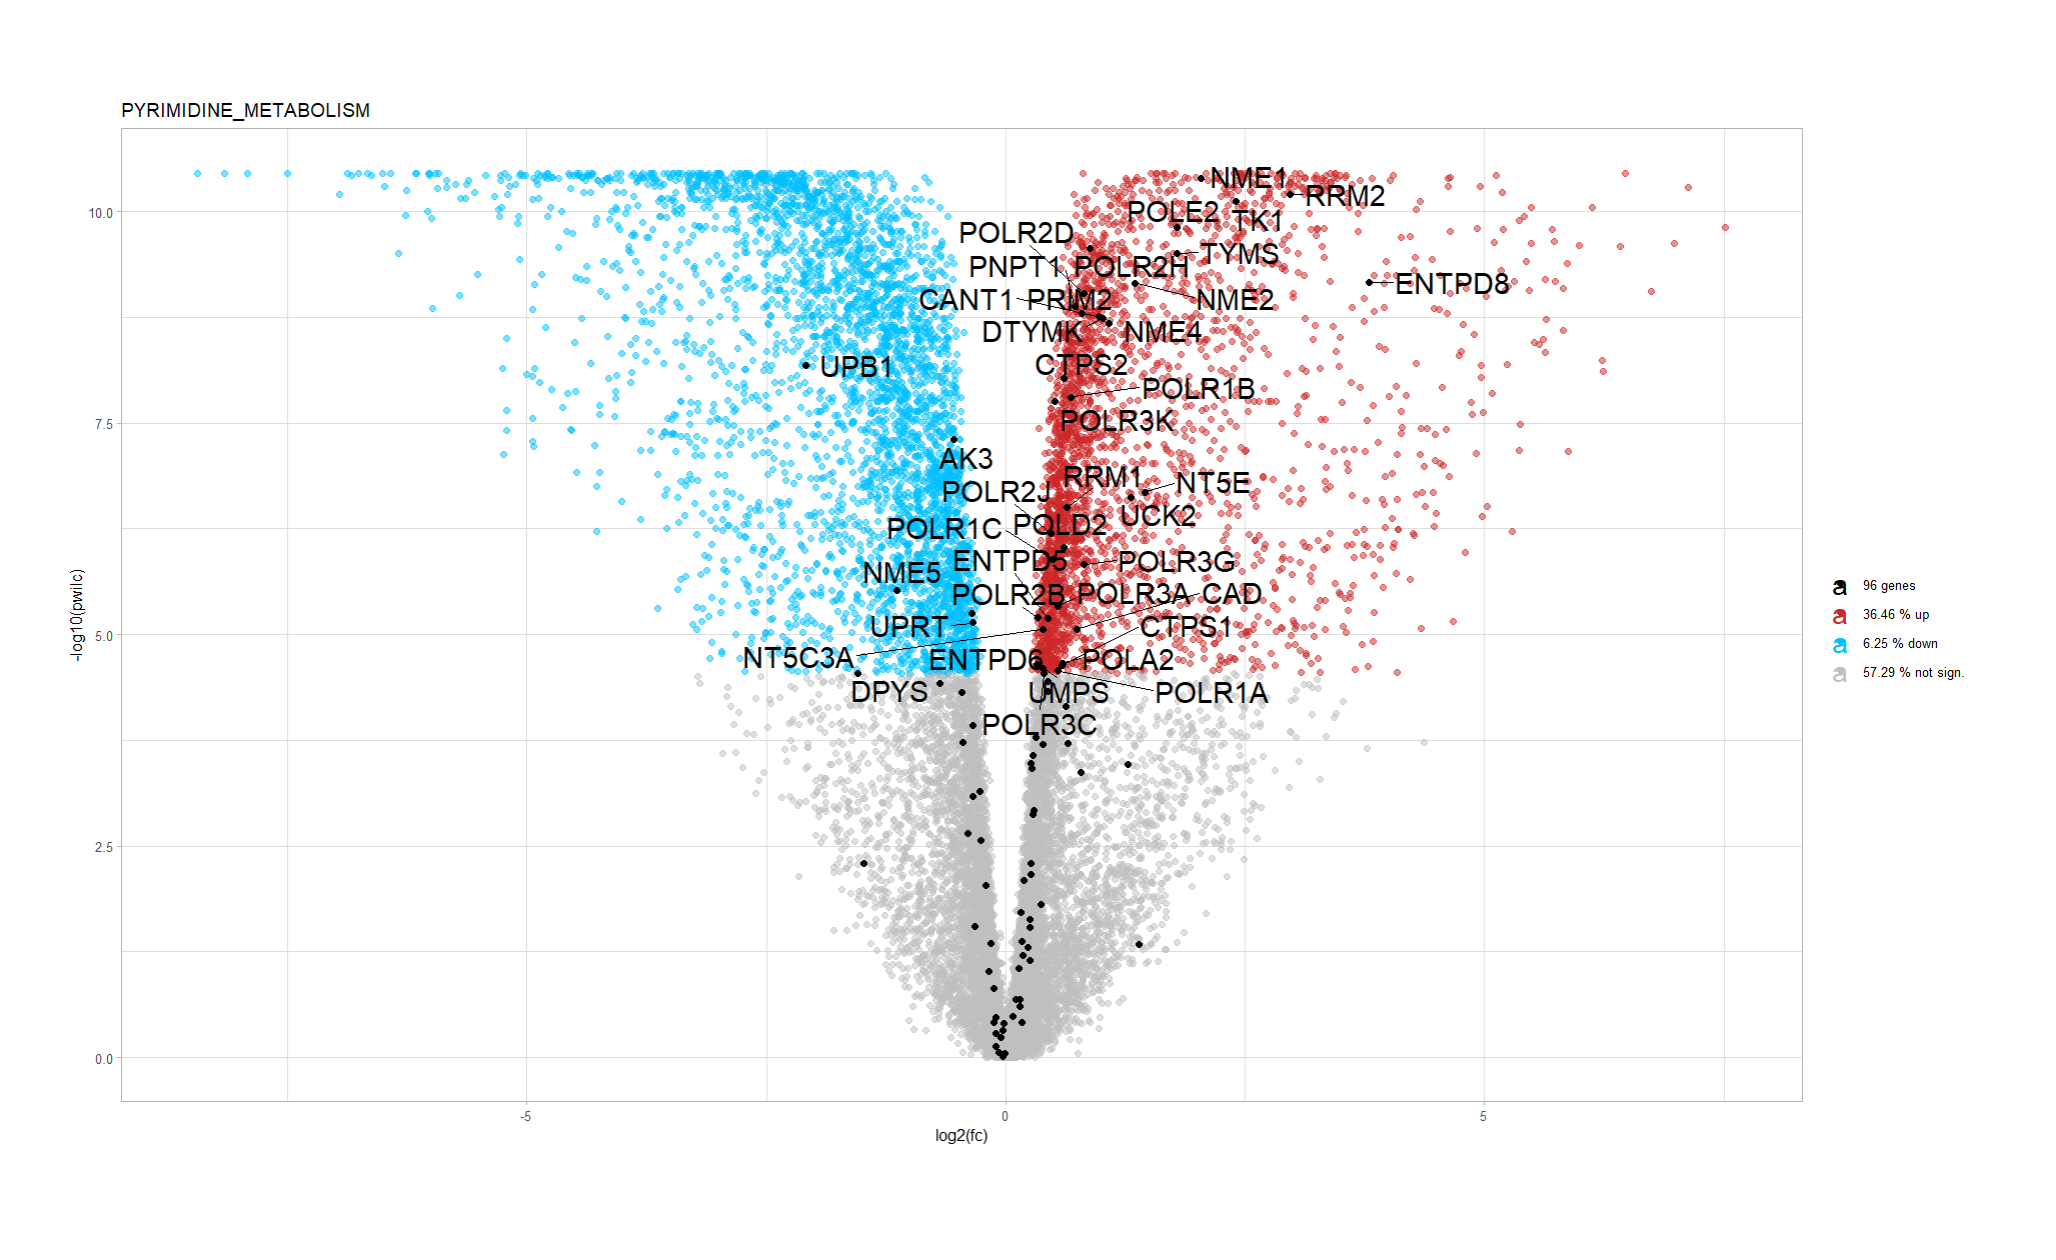 PYRIMIDINE_METABOLISM
-log10(pwilc)
10.0
7.5
5.0
2.5
0.0
NME1
RRM2
POLE2 TK1
POLR2D
TYMS
PNPT1 POLR2H
ENTPD8
CANT1 PRIM2 NME2
DTYMK NME4
CTPS2
UPB1
POLR1B
POLR3K
AK3
RRM1 NT5E
POLR2J
UCK2
POLR1C POLD2
ENTPD5 POLR3G
NME5
POLR2B POLR3A CAD
UPRT CTPS1
NT5C3A ENTPD6 POLA2
DPYS UMPS POLR1A
POLR3C
-5 0 5
log2(fc)
a 96 genes
a 36.46 % up
a 6.25 % down
a 57.29 % not sign.